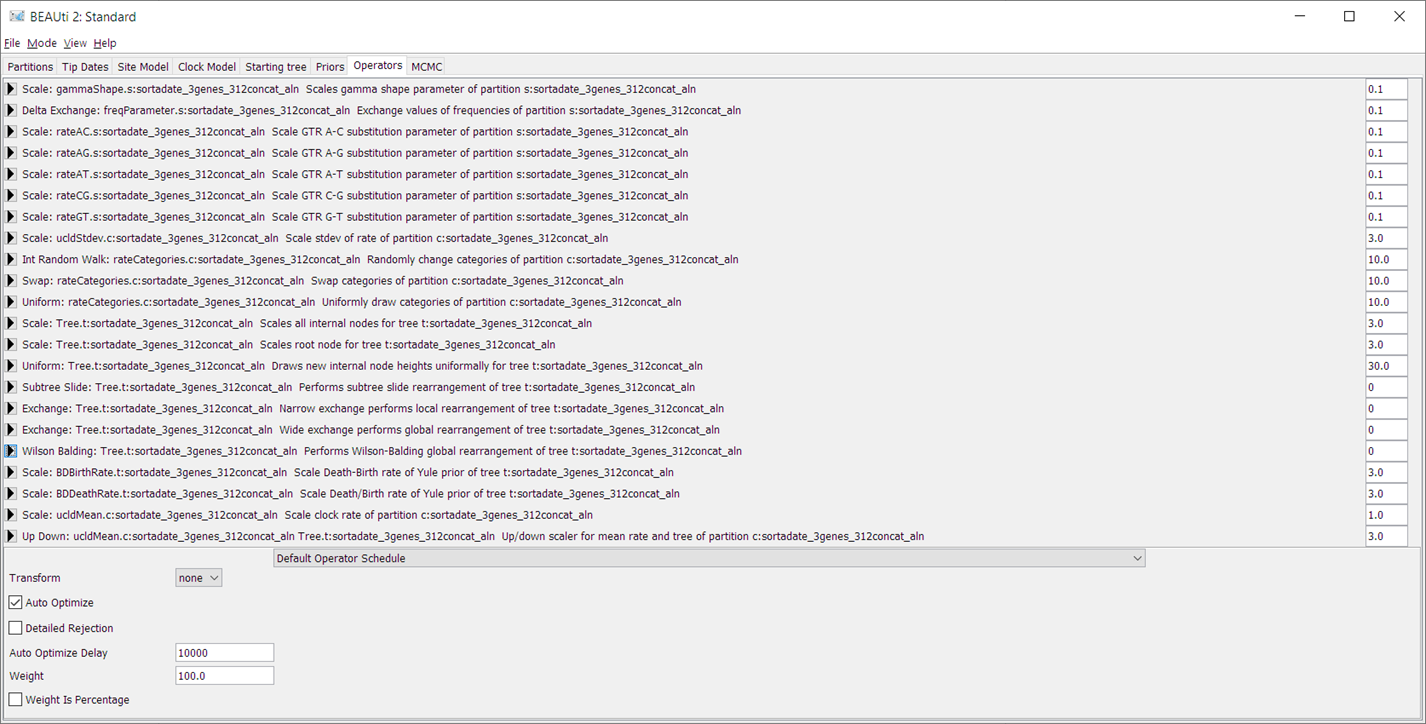 BEAUti 2: Standard
File Mode View Help
Partitions Tip Dates Site Model Clock Model Starting tree Priors Operators MCMC
Scale: gammaShape.s:sortadate_3genes_312concat_aln Scales gamma shape parameter of partition s:sortadate_3genes_312concat_aln 0.1
Delta Exchange: freqParameter.s:sortadate_3genes_312concat_aln Exchange values of frequencies of partition s:sortadate_3genes_312concat_aln 0.1
Scale: rateAC.s:sortadate_3genes_312concat_aln Scale GTR A-C substitution parameter of partition s:sortadate_3genes_312concat_aln 0.1
Scale: rateAG.s:sortadate_3genes_312concat_aln Scale GTR A-G substitution parameter of partition s:sortadate_3genes_312concat_aln 0.1
Scale: rateAT.s:sortadate_3genes_312concat_aln Scale GTR A-T substitution parameter of partition s:sortadate_3genes_312concat_aln 0.1
Scale: rateCG.s:sortadate_3genes_312concat_aln Scale GTR C-G substitution parameter of partition s:sortadate_3genes_312concat_aln 0.1
Scale: rateGT.s:sortadate_3genes_312concat_aln Scale GTR G-T substitution parameter of partition s:sortadate_3genes_312concat_aln 0.1
Scale: ucldStdev.c:sortadate_3genes_312concat_aln Scale stdev of rate of partition c:sortadate_3genes_312concat_aln 3.0
Int Random Walk: rateCategories.c:sortadate_3genes_312concat_aln Randomly change categories of partition c:sortadate_3genes_312concat_aln 10.0
Swap: rateCategories.c:sortadate_3genes_312concat_aln Swap categories of partition c:sortadate_3genes_312concat_aln 10.0
Uniform: rateCategories.c:sortadate_3genes_312concat_aln Uniformly draw categories of partition c:sortadate_3genes_312concat_aln 10.0
Scale: Tree.t:sortadate_3genes_312concat_aln Scales all internal nodes for tree t:sortadate_3genes_312concat_aln 3.0
Scale: Tree.t:sortadate_3genes_312concat_aln Scales root node for tree t:sortadate_3genes_312concat_aln 3.0
Uniform: Tree.t:sortadate_3genes_312concat_aln Draws new internal node heights uniformally for tree t:sortadate_3genes_312concat_aln 30.0
Subtree Slide: Tree.t:sortadate_3genes_312concat_aln Performs subtree slide rearrangement of tree t:sortadate_3genes_312concat_aln 0
Exchange: Tree.t:sortadate_3genes_312concat_aln Narrow exchange performs local rearrangement of tree t:sortadate_3genes_312concat_aln 0
Exchange: Tree.t:sortadate_3genes_312concat_aln Wide exchange performs global rearrangement of tree t:sortadate_3genes_312concat_aln 0
Wilson Balding: Tree.t:sortadate_3genes_312concat_aln Performs Wilson-Balding global rearrangement of tree t:sortadate_3genes_312concat_aln 0
Scale: BDBirthRate.t:sortadate_3genes_312concat_aln Scale Death-Birth rate of Yule prior of tree t:sortadate_3genes_312concat_aln 3.0
Scale: BDDeathRate.t:sortadate_3genes_312concat_aln Scale Death/Birth rate of Yule prior of tree t:sortadate_3genes_312concat_aln 3.0
Scale: ucldMean.c:sortadate_3genes_312concat_aln Scale clock rate of partition c:sortadate_3genes_312concat_aln 1.0
Up Down: ucldMean.c:sortadate_3genes_312concat_aln Tree.t:sortadate_3genes_312concat_aln Up/down scaler for mean rate and tree of partition c:sortadate_3genes_312concat_aln 3.0
Default Operator Schedule
Transform none
Auto Optimize
Detailed Rejection
Auto Optimize Delay 10000
Weight 100.0
Weight Is Percentage